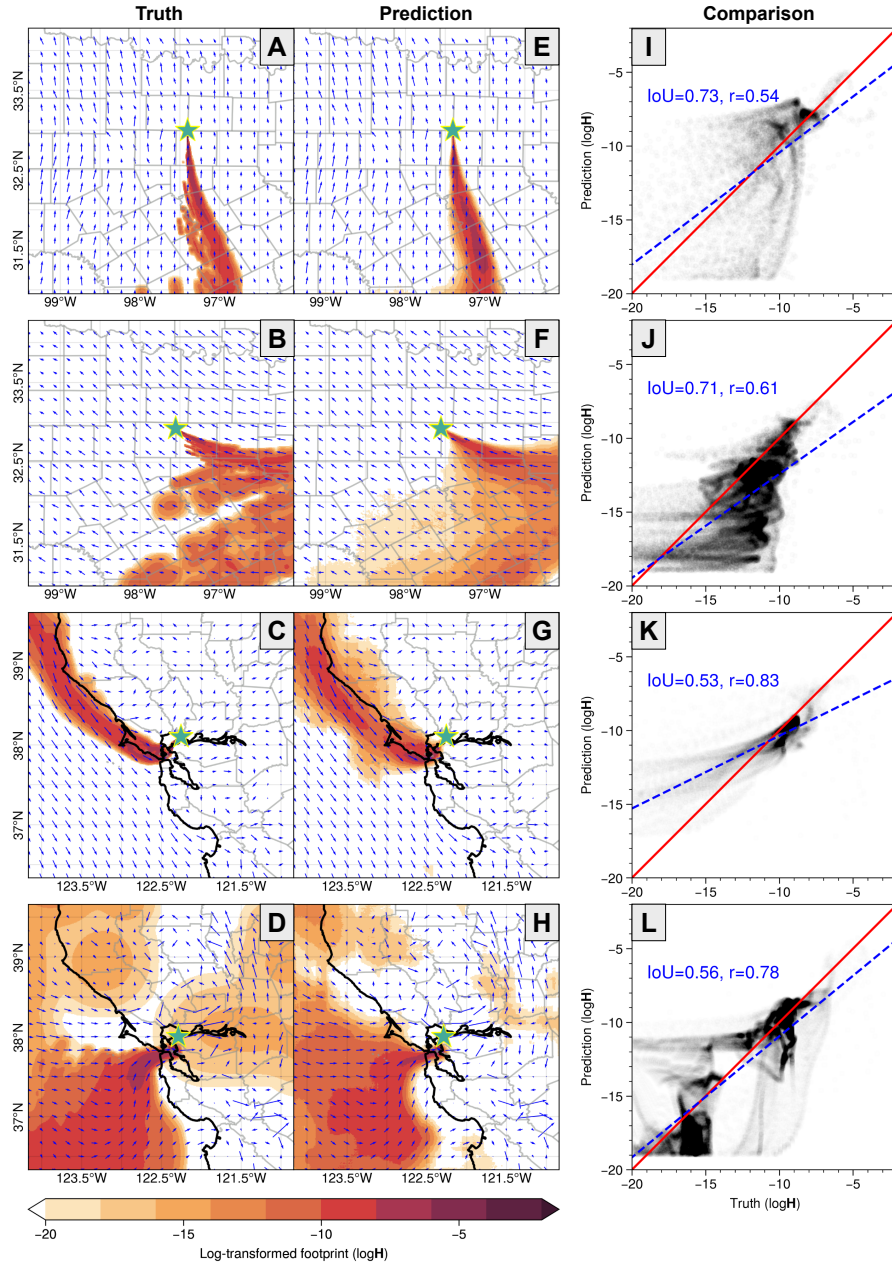 Truth Prediction Comparison
A E I
33.5°N 32.5°N 31.5°N
99°W 98°W 97°W 99°W 98°W 97°W
IoU=0.73, r=0.54
Prediction (logH)
−5
−10
−15
−20
−20 −15 −10 −5
B F J
33.5°N 32.5°N 31.5°N
99°W 98°W 97°W 99°W 98°W 97°W
IoU=0.71, r=0.61
Prediction (logH)
−5
−10
−15
−20
−20 −15 −10 −5
C G K
39°N 38°N 37°N
123.5°W 122.5°W 121.5°W 123.5°W 122.5°W 121.5°W
IoU=0.53, r=0.83
Prediction (logH)
−5
−10
−15
−20
−20 −15 −10 −5
D H L
39°N 38°N 37°N
123.5°W 122.5°W 121.5°W 123.5°W 122.5°W 121.5°W
IoU=0.56, r=0.78
Prediction (logH)
−5
−10
−15
−20
−20 −15 −10 −5
Truth (logH)
−20 −15 −10 −5
Log-transformed footprint (logH)